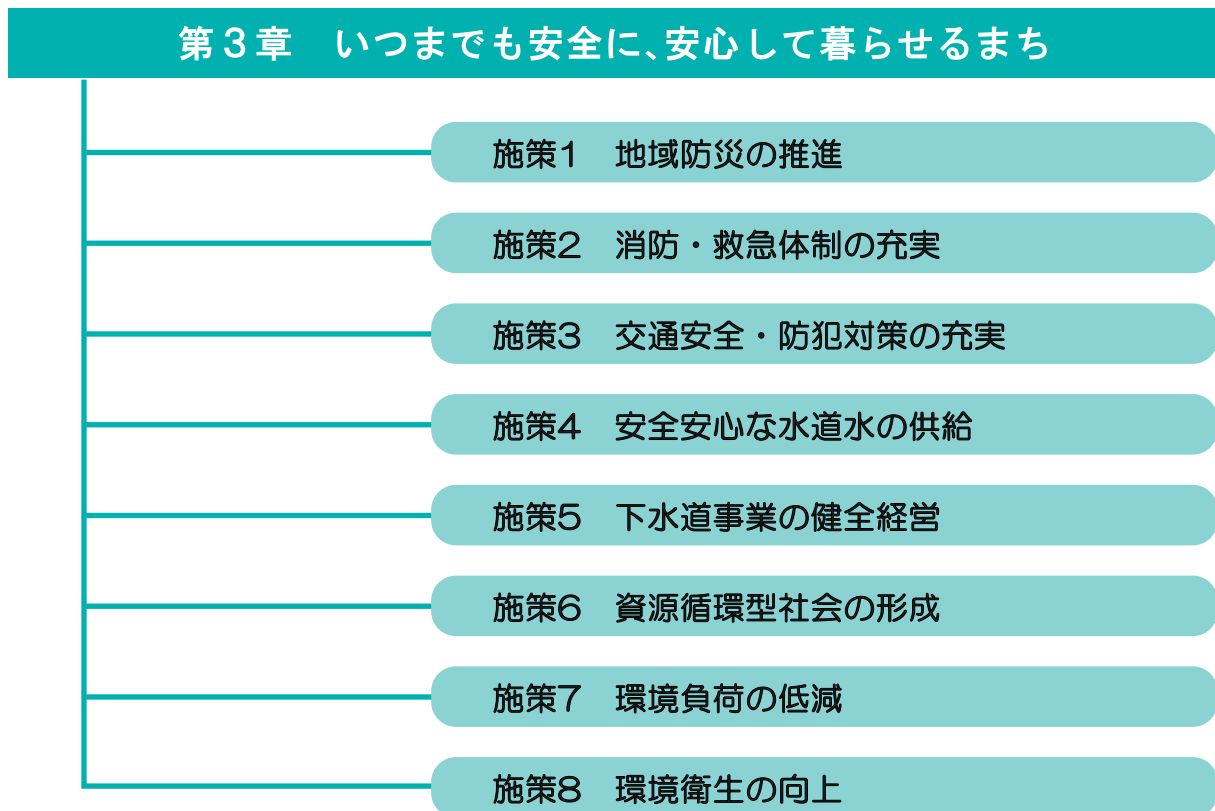 第3章　いつまでも安全に、安心して暮らせるまち
施策1　地域防災の推進
施策2　消防・救急体制の充実
施策3　交通安全・防犯対策の充実
施策4　安全安心な水道水の供給
施策5　下水道事業の健全経営
施策6　資源循環型社会の形成
施策7　環境負荷の低減
施策8　環境衛生の向上